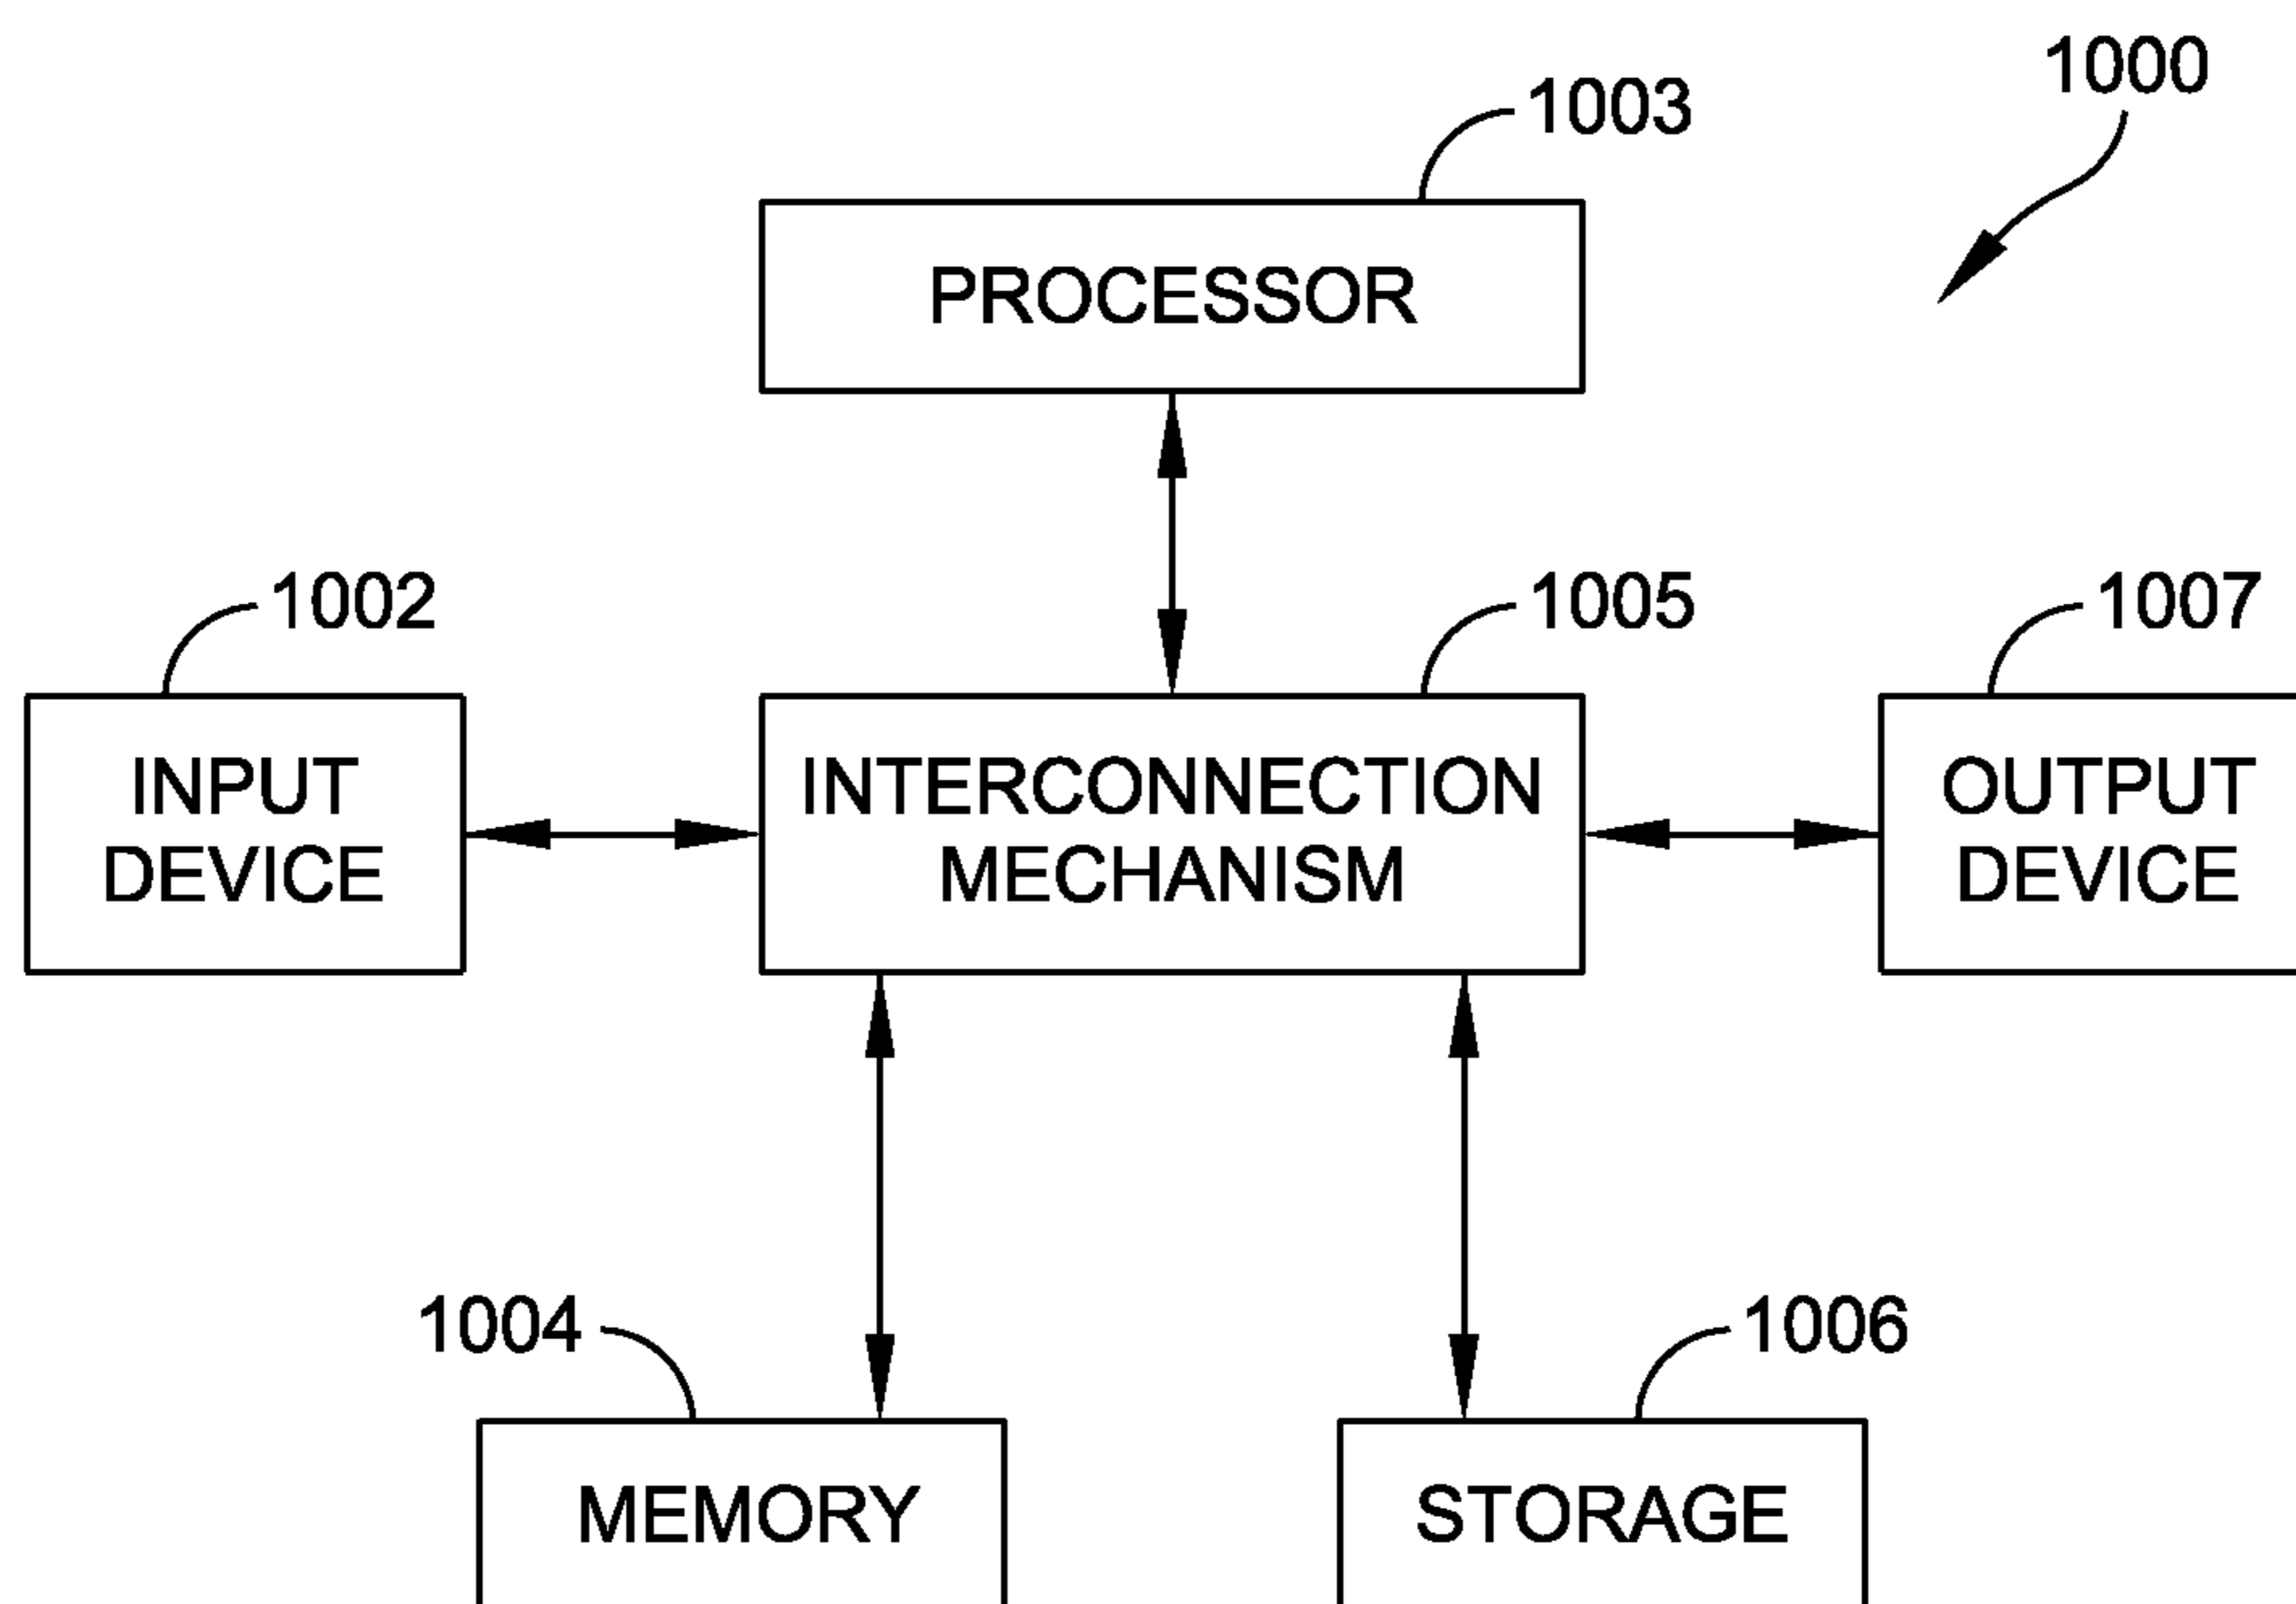 1000
1003
PROCESSOR
1002
1005
1007
INPUT
DEVICE
INTERCONNECTION
MECHANISM
OUTPUT
DEVICE
1004
1006
MEMORY
STORAGE